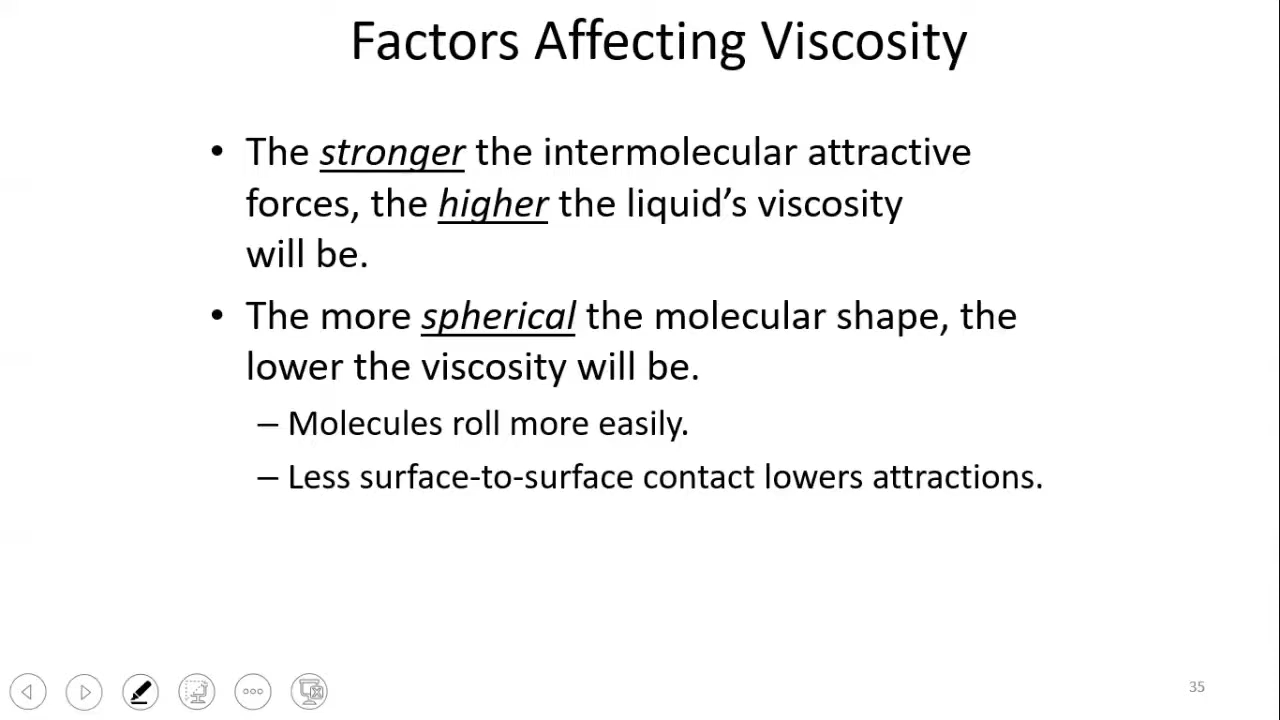 Factors Affecting Viscosity
• The stronger the intermolecular attractive
forces, the higher the liquid’s viscosity
will be.
• The more spherical the molecular shape, the
lower the viscosity will be.
– Molecules roll more easily.
– Less surface-to-surface contact lowers attractions.
35